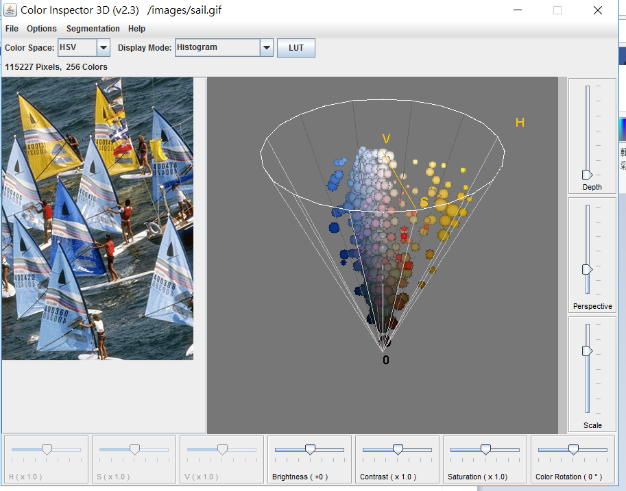 Color Inspector 3D (v2.3)   /images/sail.gif
File Options Segmentation Help
Color Space: HSV Display Mode: Histogram LUT
115227 Pixels, 256 Colors
H
V
S
0
Depth
Perspective
Scale
H ( x 1.0 )
S ( x 1.0 )
V ( x 1.0 )
Brightness ( +0 )
Contrast ( x 1.0 )
Saturation ( x 1.0 )
Color Rotation ( 0 ° )